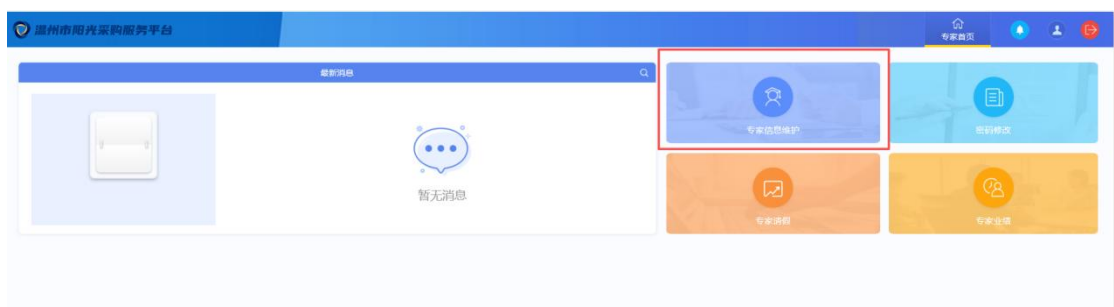 温州市阳光采购服务平台
专家首页
最新消息
暂无消息
专家信息维护
密码修改
专家请假
专家业绩